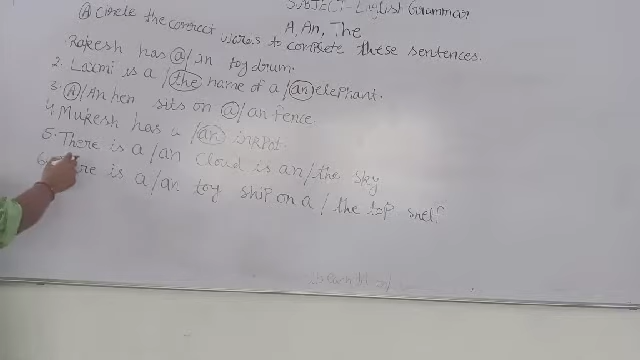 SubJECT-English Grammar
A, An, The
(A) Circle the correct words to complete these sentences.
Rakesh has a/an toy drum.
2. Laxmi is a/the name of a/an elephant.
3. A/An hen sits on a/an fence.
4. Mukesh has a/an inkpot.
5. There is a/an cloud is an/the sky
6. is a/an toy ship on a/the top shelf